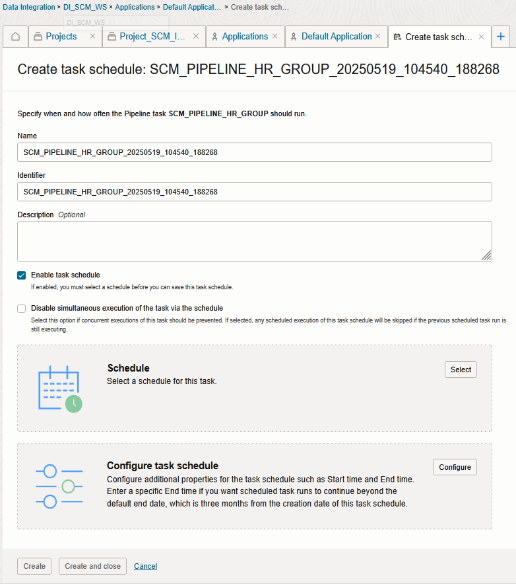 Data Integration › DI_SCM_WS › Applications › Default Applicat... › Create task sch...
DI_SCM_WS
Projects
Project_SCM_I...
Applications
Default Application
Create task sch...
Create task schedule: SCM_PIPELINE_HR_GROUP_20250519_104540_188268
Specify when and how often the Pipeline task SCM_PIPELINE_HR_GROUP should run
Name
SCM_PIPELINE_HR_GROUP_20250519_104540_188268
Identifier
SCM_PIPELINE_HR_GROUP_20250519_104540_188268
Description Optional
Enable task schedule
If enabled, you must select a schedule before you can save this task schedule.
Disable simultaneous execution of the task via the schedule
Select this option if concurrent executions of this task should be prevented. If selected, any scheduled execution of this task schedule will be skipped if the previous scheduled task run is
still executing.
Schedule
Select a schedule for this task.
Select
Configure task schedule
Configure additional properties for the task schedule such as Start time and End time.
Enter a specific End time if you want scheduled task runs to continue beyond the
default end date, which is three months from the creation date of this task schedule.
Configure
Create
Create and close
Cancel